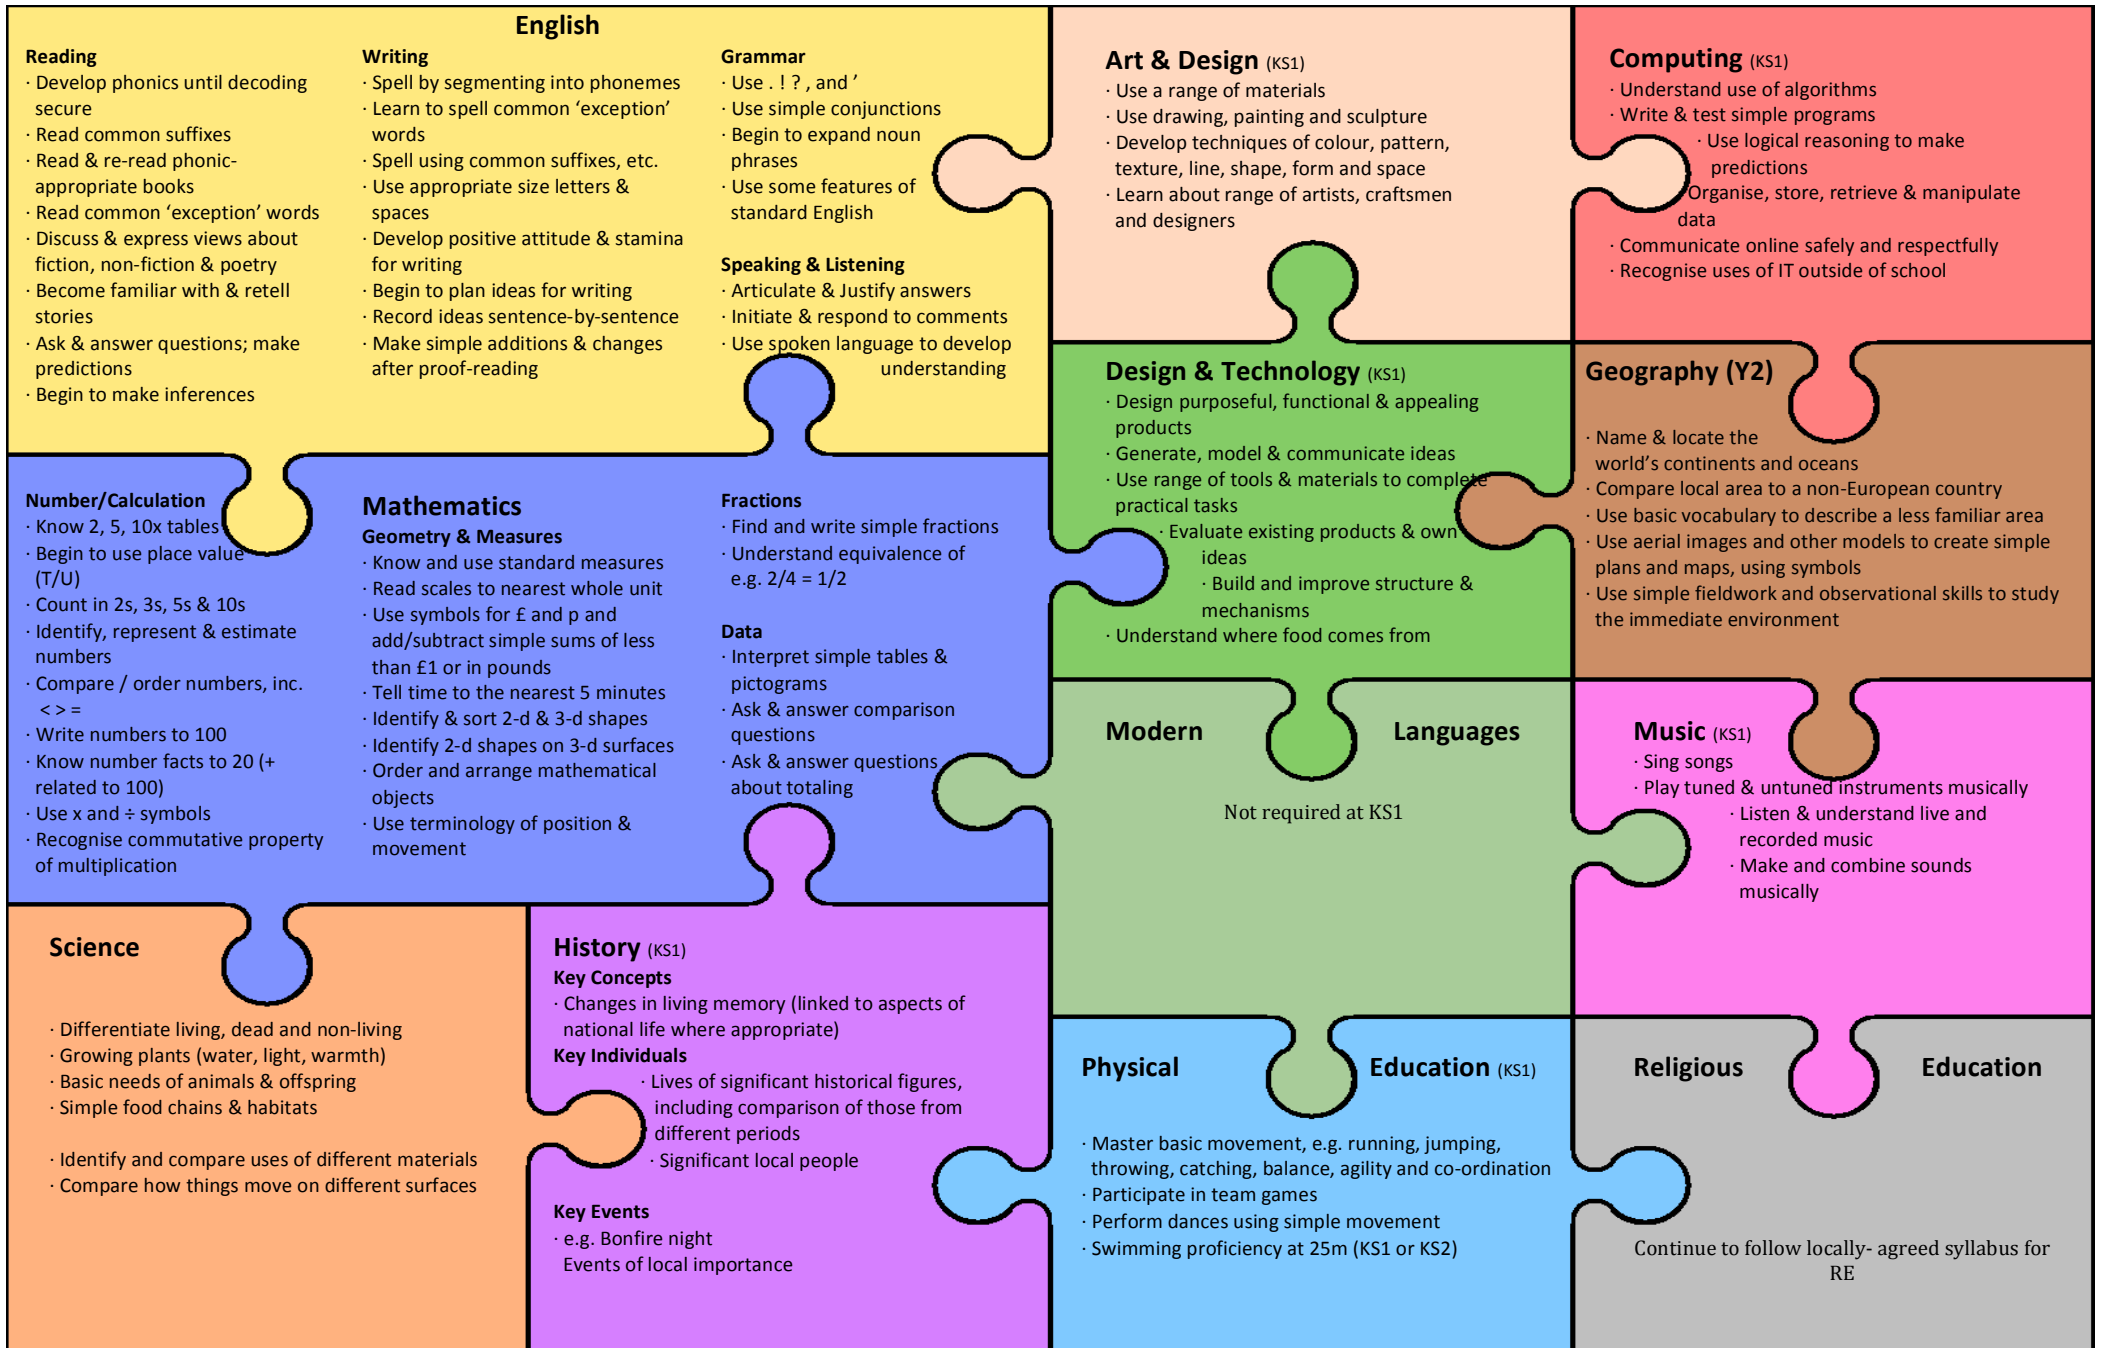 English
Reading
· Develop phonics until decoding
secure
· Read common suffixes
· Read & re-read phonic-
appropriate books
· Read common ‘exception’ words
· Discuss & express views about
fiction, non-fiction & poetry
· Become familiar with & retell
stories
· Ask & answer questions; make
predictions
· Begin to make inferences
Writing
· Spell by segmenting into phonemes
· Learn to spell common ‘exception’
words
· Spell using common suffixes, etc.
· Use appropriate size letters &
spaces
· Develop positive attitude & stamina
for writing
· Begin to plan ideas for writing
· Record ideas sentence-by-sentence
· Make simple additions & changes
after proof-reading
Grammar
· Use . ! ? , and ’
· Use simple conjunctions
· Begin to expand noun
phrases
· Use some features of
standard English
Speaking & Listening
· Articulate & Justify answers
· Initiate & respond to comments
· Use spoken language to develop
understanding
Art & Design (KS1)
· Use a range of materials
· Use drawing, painting and sculpture
· Develop techniques of colour, pattern,
texture, line, shape, form and space
· Learn about range of artists, craftsmen
and designers
Computing (KS1)
· Understand use of algorithms
· Write & test simple programs
· Use logical reasoning to make
predictions
Organise, store, retrieve & manipulate
data
· Communicate online safely and respectfully
· Recognise uses of IT outside of school
Number/Calculation
· Know 2, 5, 10x tables
· Begin to use place value
(T/U)
· Count in 2s, 3s, 5s & 10s
· Identify, represent & estimate
numbers
· Compare / order numbers, inc.
< > =
· Write numbers to 100
· Know number facts to 20 (+
related to 100)
· Use x and ÷ symbols
· Recognise commutative property
of multiplication
Mathematics
Geometry & Measures
· Know and use standard measures
· Read scales to nearest whole unit
· Use symbols for £ and p and
add/subtract simple sums of less
than £1 or in pounds
· Tell time to the nearest 5 minutes
· Identify & sort 2-d & 3-d shapes
· Identify 2-d shapes on 3-d surfaces
· Order and arrange mathematical
objects
· Use terminology of position &
movement
Fractions
· Find and write simple fractions
· Understand equivalence of
e.g. 2/4 = 1/2
Data
· Interpret simple tables &
pictograms
· Ask & answer comparison
questions
· Ask & answer questions
about totaling
Design & Technology (KS1)
· Design purposeful, functional & appealing
products
· Generate, model & communicate ideas
· Use range of tools & materials to complete
practical tasks
· Evaluate existing products & own
ideas
· Build and improve structure &
mechanisms
· Understand where food comes from
Geography (Y2)
· Name & locate the
world’s continents and oceans
· Compare local area to a non-European country
· Use basic vocabulary to describe a less familiar area
· Use aerial images and other models to create simple
plans and maps, using symbols
· Use simple fieldwork and observational skills to study
the immediate environment
Modern Languages
Not required at KS1
Music (KS1)
· Sing songs
· Play tuned & untuned instruments musically
· Listen & understand live and
recorded music
· Make and combine sounds
musically
Science
· Differentiate living, dead and non-living
· Growing plants (water, light, warmth)
· Basic needs of animals & offspring
· Simple food chains & habitats
· Identify and compare uses of different materials
· Compare how things move on different surfaces
History (KS1)
Key Concepts
· Changes in living memory (linked to aspects of
national life where appropriate)
Key Individuals
· Lives of significant historical figures,
including comparison of those from
different periods
· Significant local people
Key Events
· e.g. Bonfire night
Events of local importance
Physical Education (KS1)
· Master basic movement, e.g. running, jumping,
throwing, catching, balance, agility and co-ordination
· Participate in team games
· Perform dances using simple movement
· Swimming proficiency at 25m (KS1 or KS2)
Religious Education
Continue to follow locally- agreed syllabus for
RE